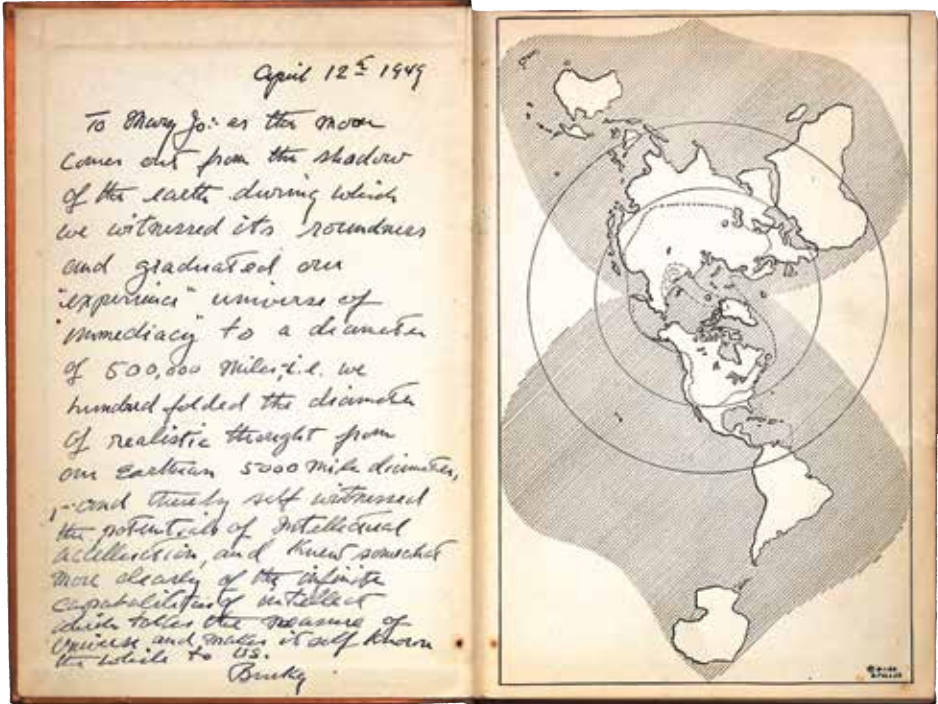 April 12th 1949
To Mary Jo: as the moon
comes out from the shadow
of the earth during which
we witnessed its roundness
and graduated our
"experience" universe of
"immediacy" to a diameter
of 500,000 miles, i.e. we
hundred folded the diameter
of realistic thought from
our Earthian 5000 mile diameter,
,- and thereby self witnessed
the potentials of intellectual
acceleration, and knew somewhat
more clearly of the infinite
capabilities of intellect
which takes the measure of
Universe and makes itself known
the while to us.
Bucky